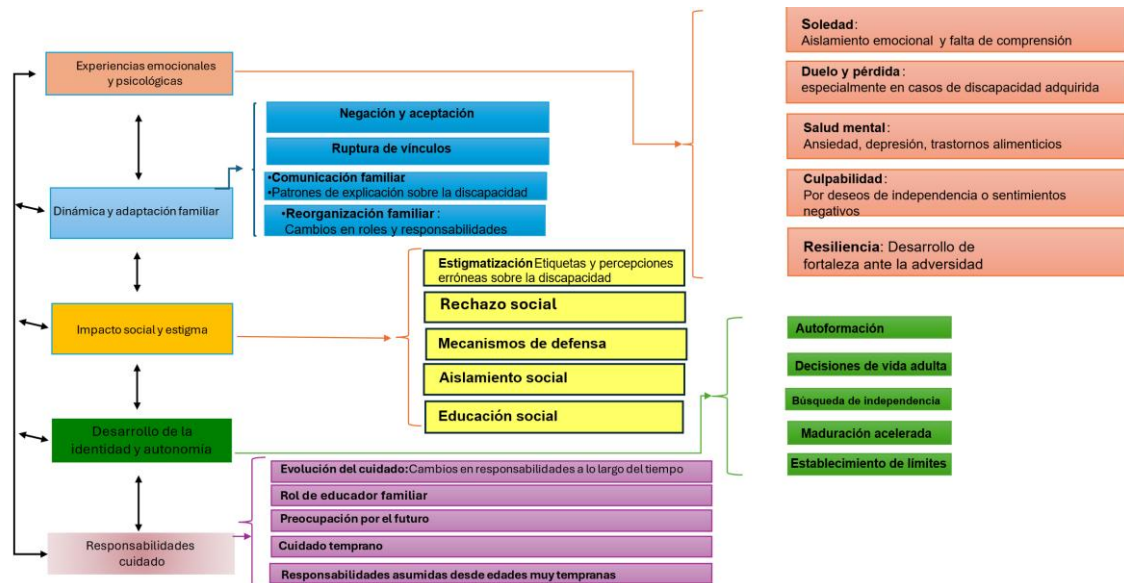 Experiencias emocionales
y psicológicas
Dinámica y adaptación familiar
Impacto social y estigma
Desarrollo de la
identidad y autonomía
Responsabilidades
cuidado
Negación y aceptación
Ruptura de vínculos
•Comunicación familiar
•Patrones de explicación sobre la discapacidad
•Reorganización familiar:
Cambios en roles y responsabilidades
Estigmatización Etiquetas y percepciones
erróneas sobre la discapacidad
Rechazo social
Mecanismos de defensa
Aislamiento social
Educación social
Evolución del cuidado:Cambios en responsabilidades a lo largo del tiempo
Rol de educador familiar
Preocupación por el futuro
Cuidado temprano
Responsabilidades asumidas desde edades muy tempranas
Soledad:
Aislamiento emocional y falta de comprensión
Duelo y pérdida:
especialmente en casos de discapacidad adquirida
Salud mental:
Ansiedad, depresión, trastornos alimenticios
Culpabilidad:
Por deseos de independencia o sentimientos
negativos
Resiliencia: Desarrollo de
fortaleza ante la adversidad
Autoformación
Decisiones de vida adulta
Búsqueda de independencia
Maduración acelerada
Establecimiento de límites